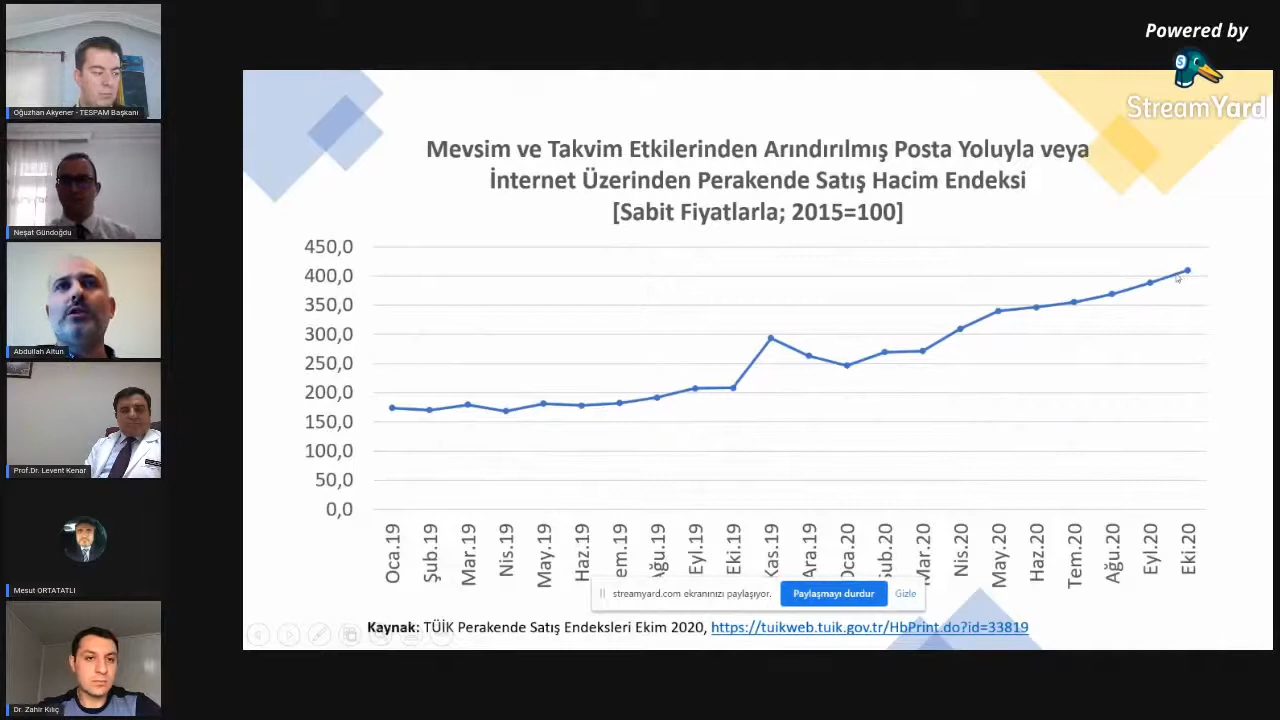 Powered by
StreamYard
Oğuzhan Akyener - TESPAM Başkanı
Neşat Gündoğdu
Abdullah Altun
Prof.Dr. Levent Kenar
Mesut ORTATATLI
Dr. Zahir Kılıç
Mevsim ve Takvim Etkilerinden Arındırılmış Posta Yoluyla veya
İnternet Üzerinden Perakende Satış Hacim Endeksi
[Sabit Fiyatlarla; 2015=100]
450,0
400,0
350,0
300,0
250,0
200,0
150,0
100,0
50,0
0,0
Oca.19
Şub.19
Mar.19
Nis.19
May.19
Haz.19
em.19
Ağu.19
Eyl.19
Eki.19
Kas.19
Ara.19
Oca.20
Şub.20
Mar.20
Nis.20
May.20
Haz.20
Tem.20
Ağu.20
Eyl.20
Eki.20
streamyard.com ekranınızı paylaşıyor. Paylaşmayı durdur Gizle
Kaynak: TÜİK Perakende Satış Endeksleri Ekim 2020, https://tuikweb.tuik.gov.tr/HbPrint.do?id=33819